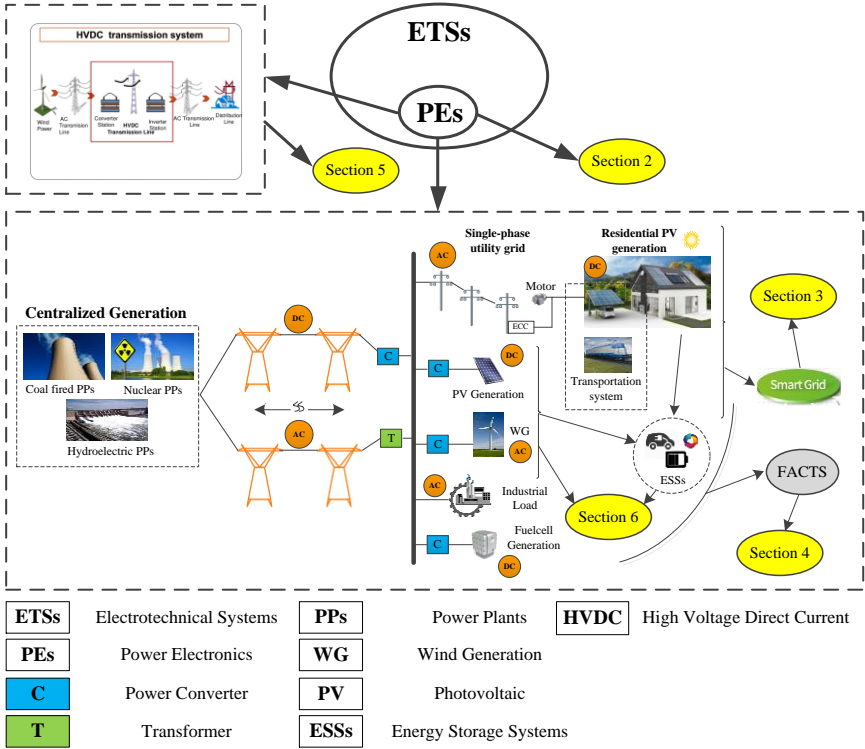 HVDC transmission system
Wind
Power
AC
Transmision
Line
Converter
Station
HVDC
Transmission Line
Inverter
Station
AC Transmission
Line
Distribution
Line
ETSs
PEs
Section 5
Section 2
Centralized Generation
Coal fired PPs
Nuclear PPs
Hydroelectric PPs
DC
AC
C
T
Single-phase
utility grid
AC
ECC
Motor
Residential PV
generation
DC
Transportation
system
C
DC
PV Generation
C
WG
AC
AC
Industrial
Load
C
Fuelcell
Generation
DC
ESSs
Section 6
Section 3
Smart Grid
FACTS
Section 4
ETSs Electrotechnical Systems PPs Power Plants HVDC High Voltage Direct Current
PEs Power Electronics WG Wind Generation
C Power Converter PV Photovoltaic
T Transformer ESSs Energy Storage Systems